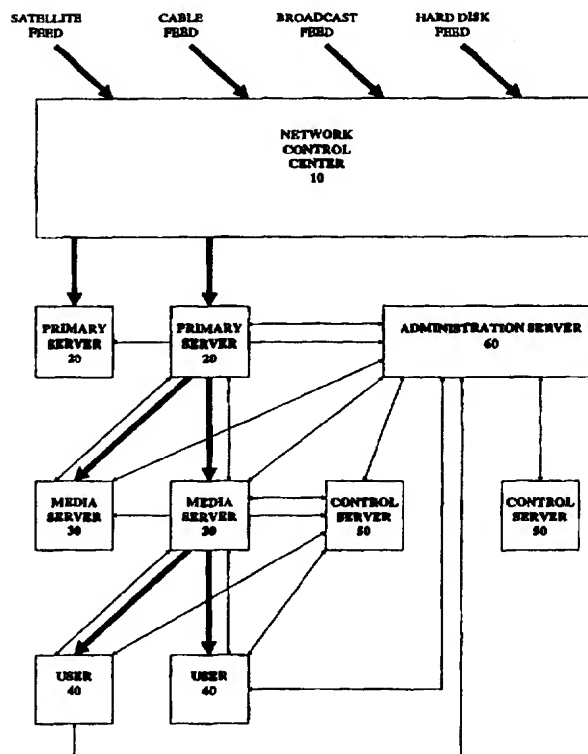 SATELLITE
FEED
CABLE
FEED
BROADCAST
FEED
HARD DISK
FEED
NETWORK
CONTROL
CENTER
10
PRIMARY
SERVER
20
PRIMARY
SERVER
20
ADMINISTRATION SERVER
60
MEDIA
SERVER
30
MEDIA
SERVER
30
CONTROL
SERVER
50
CONTROL
SERVER
50
USER
40
USER
40